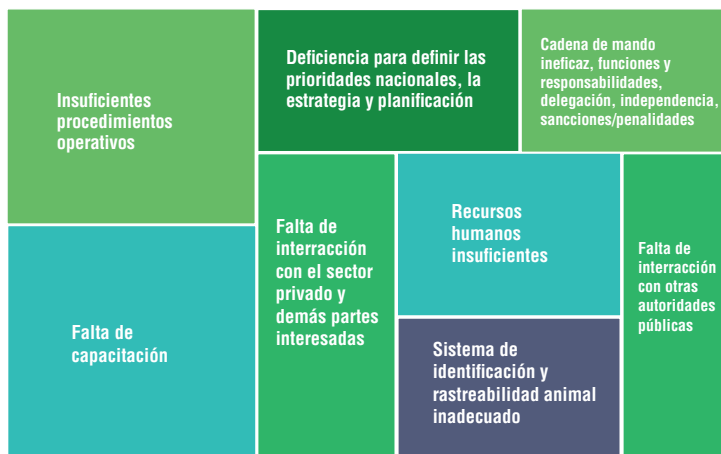 Insuficientes
procedimientos
operativos
Deficiencia para definir las
prioridades nacionales, la
estrategia y planificación
Cadena de mando
ineficaz, funciones y
responsabilidades,
delegación, independencia,
sancciones/penalidades
Falta de
capacitación
Falta de
interracción
con el sector
privado y
demás partes
interesadas
Recursos
humanos
insuficientes
Sistema de
identificación y
rastreabilidad animal
inadecuado
Falta de
interracción
con otras
autoridades
públicas